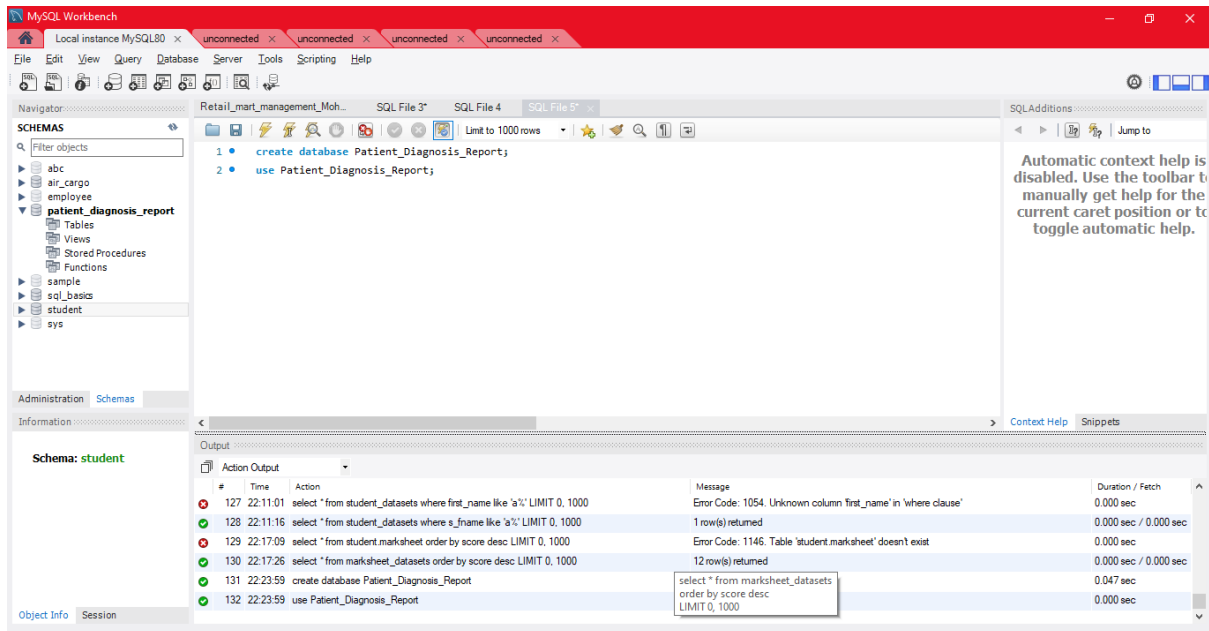 MySQL Workbench
Local instance MySQL80 × unconnected × unconnected × unconnected × unconnected ×
File Edit View Query Database Server Tools Scripting Help
Navigator
SCHEMAS
Filter objects
abc
air_cargo
employee
patient_diagnosis_report
Tables
Views
Stored Procedures
Functions
sample
sql_basics
student
sys
Administration Schemas
Information
Schema: student
Object Info Session
Retail_mart_management_Moh... SQL File 3* SQL File 4 SQL File 5* ×
Limit to 1000 rows
1 create database Patient_Diagnosis_Report;
2 use Patient_Diagnosis_Report;
SQLAdditions
Jump to
Automatic context help is
disabled. Use the toolbar to
manually get help for the
current caret position or to
toggle automatic help.
Context Help Snippets
Output
Action Output
# Time Action Message Duration / Fetch
127 22:11:01 select * from student_datasets where first_name like 'a%' LIMIT 0, 1000 Error Code: 1054. Unknown column 'first_name' in 'where clause' 0.000 sec
128 22:11:16 select * from student_datasets where s_fname like 'a%' LIMIT 0, 1000 1 row(s) returned 0.000 sec / 0.000 sec
129 22:17:09 select * from student.marksheet order by score desc LIMIT 0, 1000 Error Code: 1146. Table 'student.marksheet' doesn't exist 0.000 sec
130 22:17:26 select * from marksheet_datasets order by score desc LIMIT 0, 1000 12 row(s) returned 0.000 sec / 0.000 sec
131 22:23:59 create database Patient_Diagnosis_Report 0.047 sec
132 22:23:59 use Patient_Diagnosis_Report 0.000 sec
select * from marksheet_datasets
order by score desc
LIMIT 0, 1000